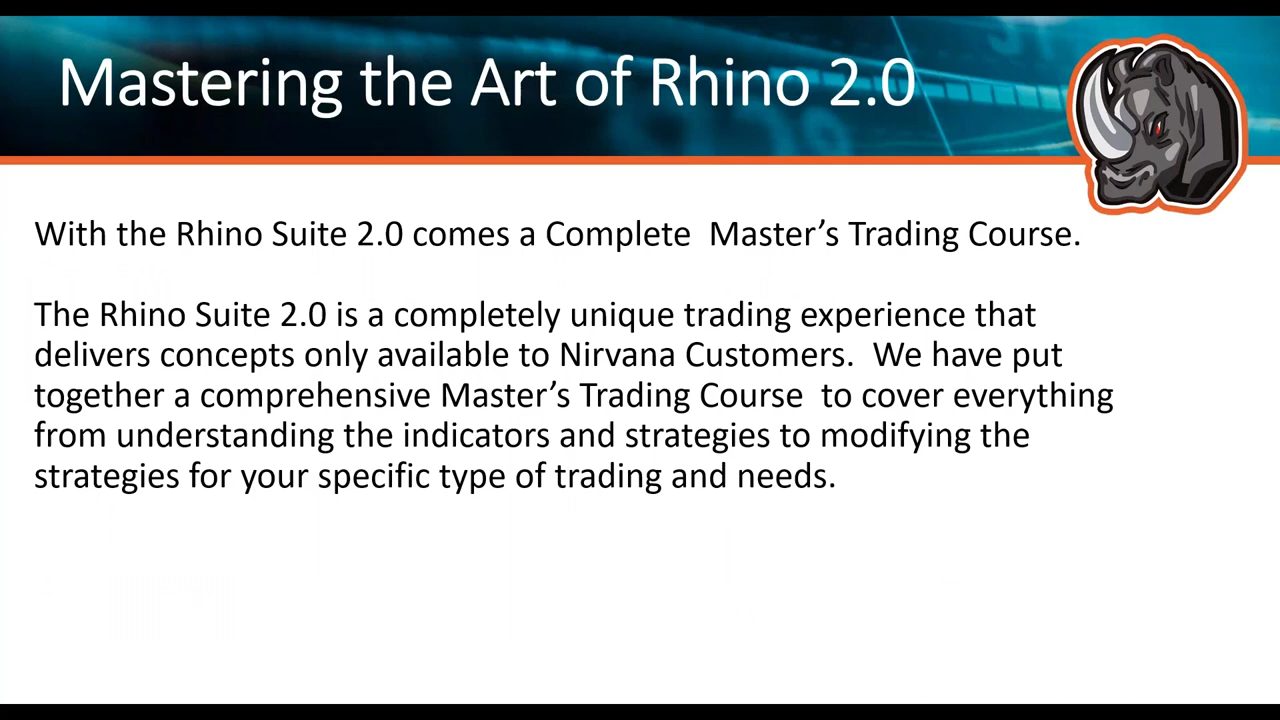 Mastering the Art of Rhino 2.0
With the Rhino Suite 2.0 comes a Complete  Master’s Trading Course.
The Rhino Suite 2.0 is a completely unique trading experience that
delivers concepts only available to Nirvana Customers.  We have put
together a comprehensive Master’s Trading Course  to cover everything
from understanding the indicators and strategies to modifying the
strategies for your specific type of trading and needs.